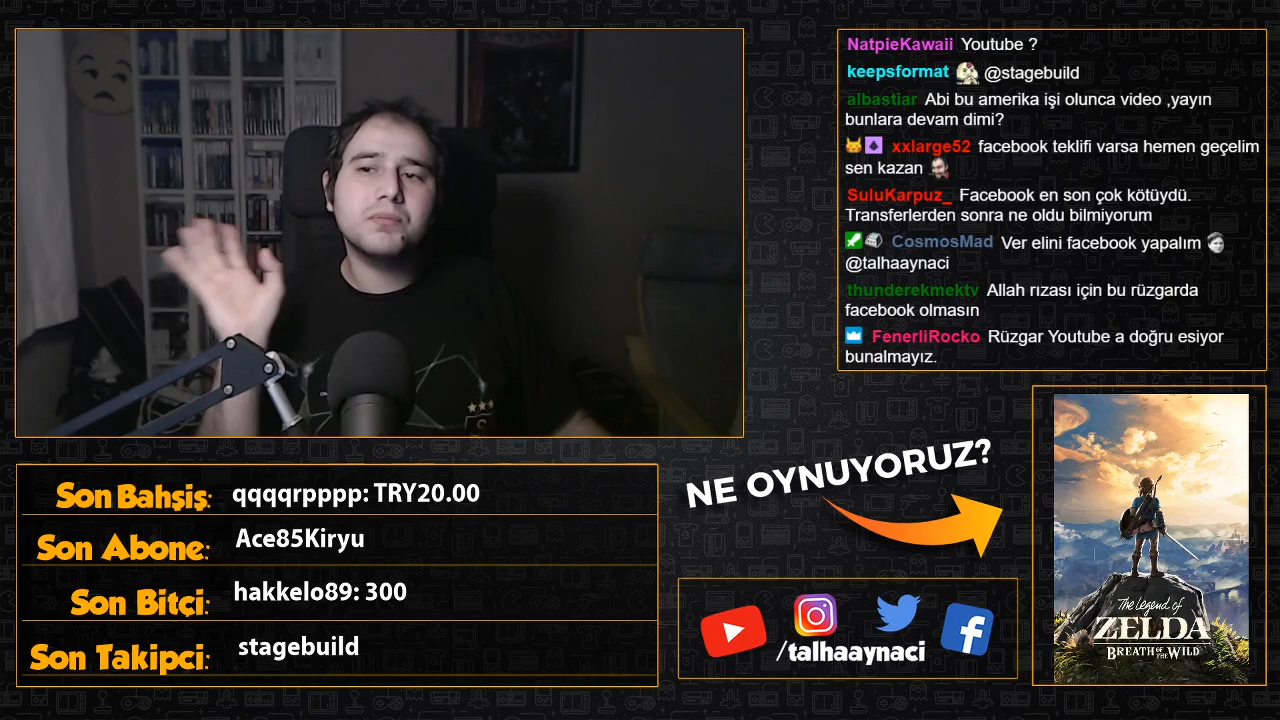 NatpieKawaii Youtube ?
keepsformat @stagebuild
albastiar Abi bu amerika işi olunca video ,yayın
bunlara devam dimi?
xxlarge52 facebook teklifi varsa hemen geçelim
sen kazan
SuluKarpuz_ Facebook en son çok kötüydü.
Transferlerden sonra ne oldu bilmiyorum
CosmosMad Ver elini facebook yapalım
@talhaaynaci
thunderekmektv Allah rızası için bu rüzgarda
facebook olmasın
FenerliRocko Rüzgar Youtube a doğru esiyor
bunalmayız.
Son Bahşiş: qqqqrpppp: TRY20.00
Son Abone: Ace85Kiryu
Son Bitçi: hakkelo89: 300
Son Takipci: stagebuild
NE OYNUYORUZ?
/talhaaynaci
The Legend of
ZELDA
BREATH OF THE WILD